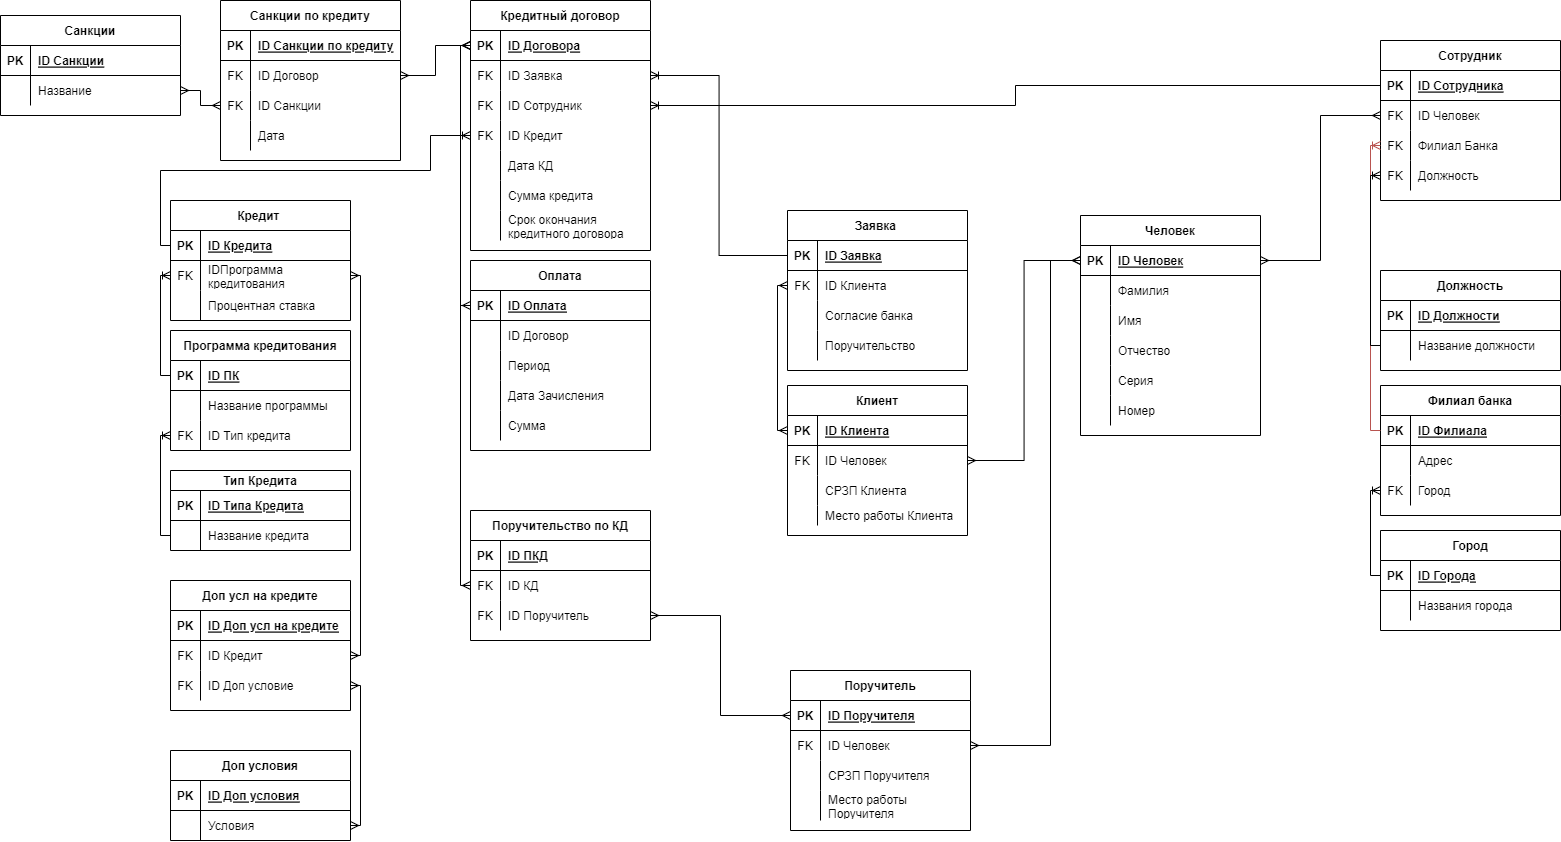 Санкции
PK ID Санкции
Название
Санкции по кредиту
PK ID Санкции по кредиту
FK ID Договор
FK ID Санкции
Дата
Кредитный договор
PK ID Договора
FK ID Заявка
FK ID Сотрудник
FK ID Кредит
Дата КД
Сумма кредита
Срок окончания
кредитного договора
Сотрудник
PK ID Сотрудника
FK ID Человек
FK Филиал Банка
FK Должность
Кредит
PK ID Кредита
FK IDПрограмма
кредитования
Процентная ставка
Программа кредитования
PK ID ПК
Название программы
FK ID Тип кредита
Тип Кредита
PK ID Типа Кредита
Название кредита
Доп усл на кредите
PK ID Доп усл на кредите
FK ID Кредит
FK ID Доп условие
Доп условия
PK ID Доп условия
Условия
Оплата
PK ID Оплата
ID Договор
Период
Дата Зачисления
Сумма
Поручительство по КД
PK ID ПКД
FK ID КД
FK ID Поручитель
Заявка
PK ID Заявка
FK ID Клиента
Согласие банка
Поручительство
Клиент
PK ID Клиента
FK ID Человек
СРЗП Клиента
Место работы Клиента
Поручитель
PK ID Поручителя
FK ID Человек
СРЗП Поручителя
Место работы
Поручителя
Человек
PK ID Человек
Фамилия
Имя
Отчество
Серия
Номер
Должность
PK ID Должности
Название должности
Филиал банка
PK ID Филиала
Адрес
FK Город
Город
PK ID Города
Названия города